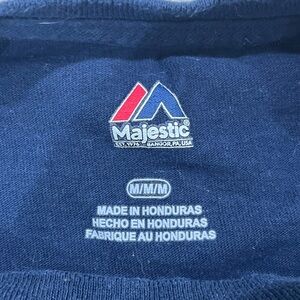 Majestic®
EST. 1976 BANGOR, PA, USA
M/M/M
MADE IN HONDURAS
HECHO EN HONDURAS
FABRIQUE AU HONDURAS